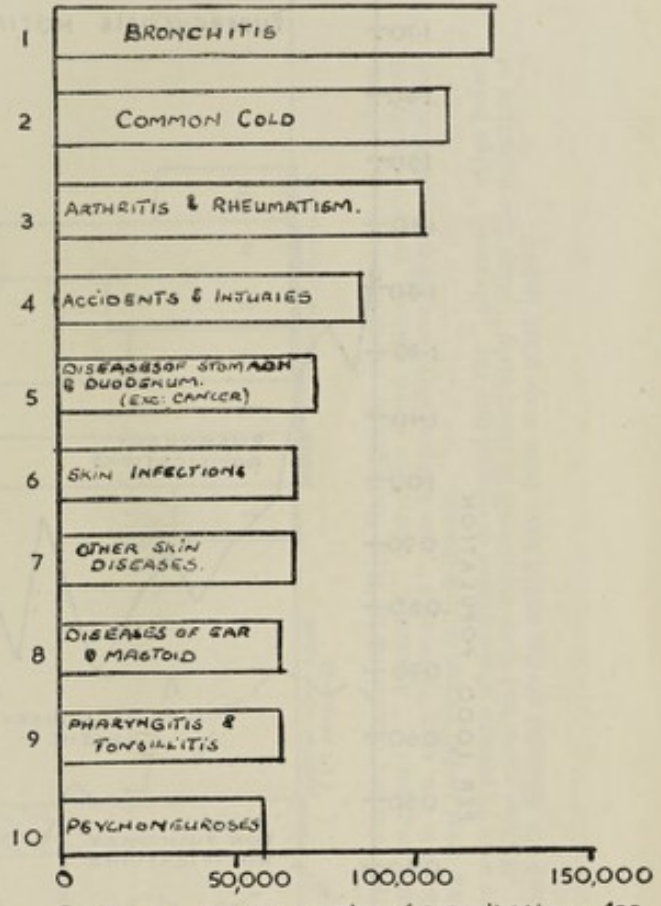 1 BRONCHITIS
2 COMMON COLD
3 ARTHRITIS & RHEUMATISM.
4 ACCIDENTS & INJURIES
5 DISEASES OF STOMACH
& DUODENUM.
(EXC: CANCER)
6 SKIN INFECTIONS
7 OTHER SKIN
DISEASES.
8 DISEASES OF EAR
& MASTOID
9 PHARYNGITIS &
TONSILLITIS
10 PSYCHONEUROSES
0 50,000 100,000 150,000